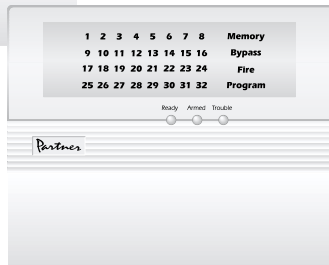 1 2 3 4 5 6 7 8 Memory
9 10 11 12 13 14 15 16 Bypass
17 18 19 20 21 22 23 24 Fire
25 26 27 28 29 30 31 32 Program
Ready Armed Trouble
Partner